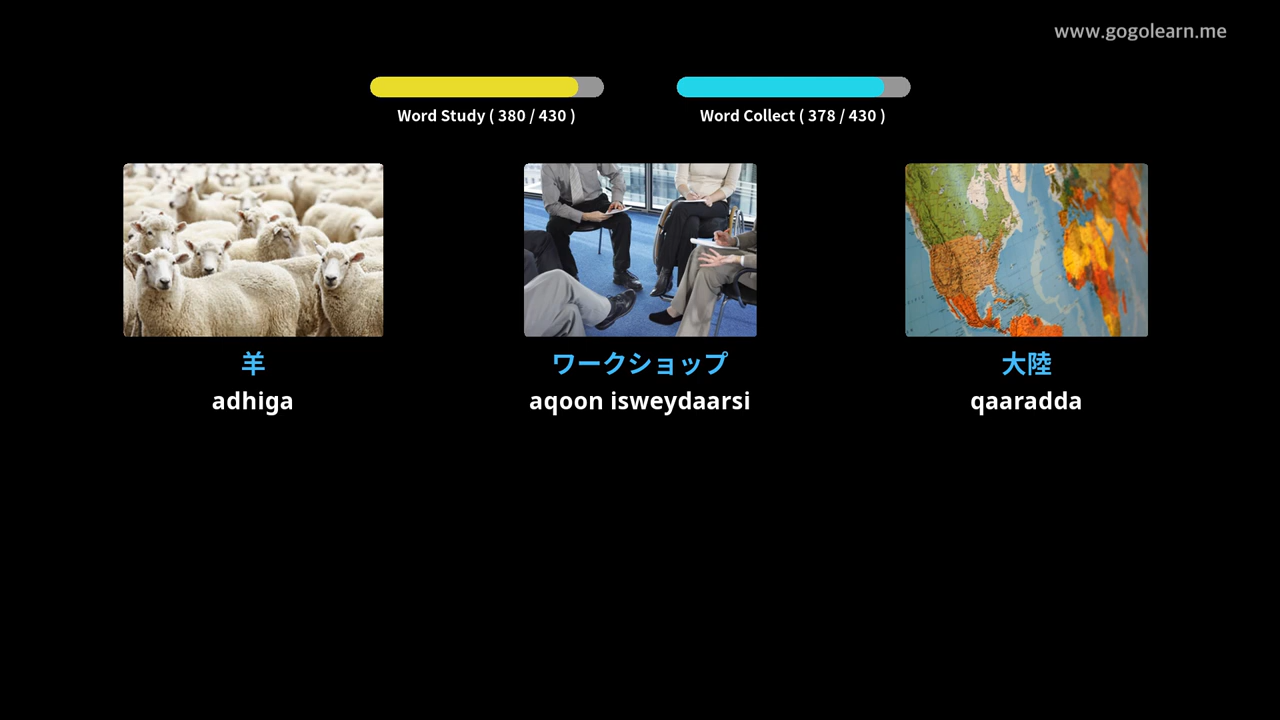 www.gogolearn.me
Word Study ( 380 / 430 )
Word Collect ( 378 / 430 )
羊
adhiga
ワークショップ
aqoon isweydaarsi
大陸
qaaradda